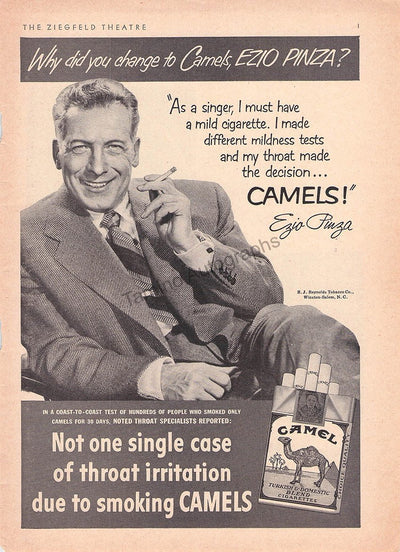 THE ZIEGFELD THEATRE
1
Why did you change to Camels, EZIO PINZA?
"As a singer, I must have
a mild cigarette. I made
different mildness tests
and my throat made
the decision...
CAMELS!"
Ezio Pinza
Tamino Autographs
R. J. Reynolds Tobacco Co.,
Winston-Salem, N. C.
IN A COAST-TO-COAST TEST OF HUNDREDS OF PEOPLE WHO SMOKED ONLY
CAMELS FOR 30 DAYS, NOTED THROAT SPECIALISTS REPORTED:
Not one single case
of throat irritation
due to smoking CAMELS
CAMEL
TURKISH & DOMESTIC
BLEND
CIGARETTES